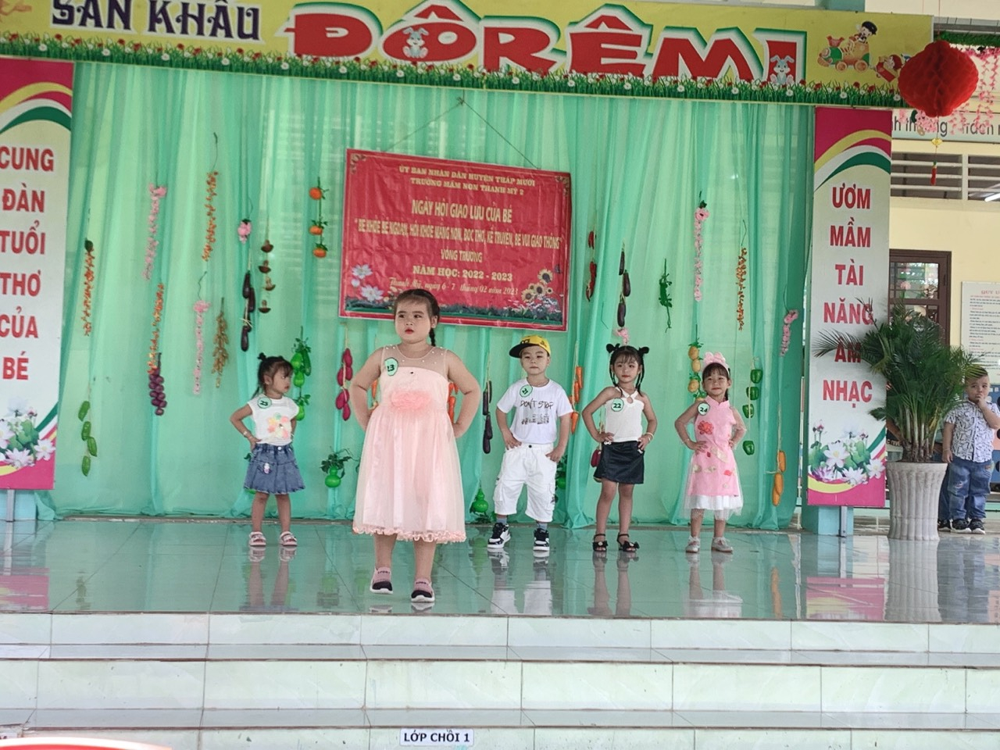 SÂN KHẤU ĐÔRÊMI
CUNG
ĐÀN
TUỔI
THƠ
CỦA
BÉ
ỦY BAN NHÂN DÂN HUYỆN THÁP MƯỜI
TRƯỜNG MẦM NON THANH MỸ 2
NGÀY HỘI GIAO LƯU CỦA BÉ
" BÉ KHỎE BÉ NGOAN, HỘI KHỎE MĂNG NON, ĐỌC THƠ, KỂ TRUYỆN, BÉ VUI GIAO THÔNG"
VÒNG TRƯỜNG
NĂM HỌC: 2022 - 2023
Thanh Mỹ, ngày 6 - 7 tháng 02 năm 2023
ƯƠM
MẦM
TÀI
NĂNG
ÂM
NHẠC
13
DON'T STOP
22
24
LỚP CHỒI 1